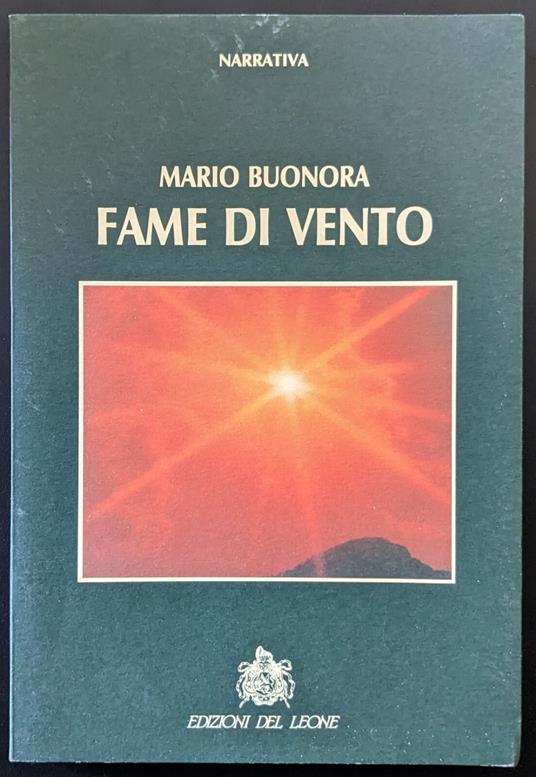 NARRATIVA
MARIO BUONORA
FAME DI VENTO
EDIZIONI DEL LEONE